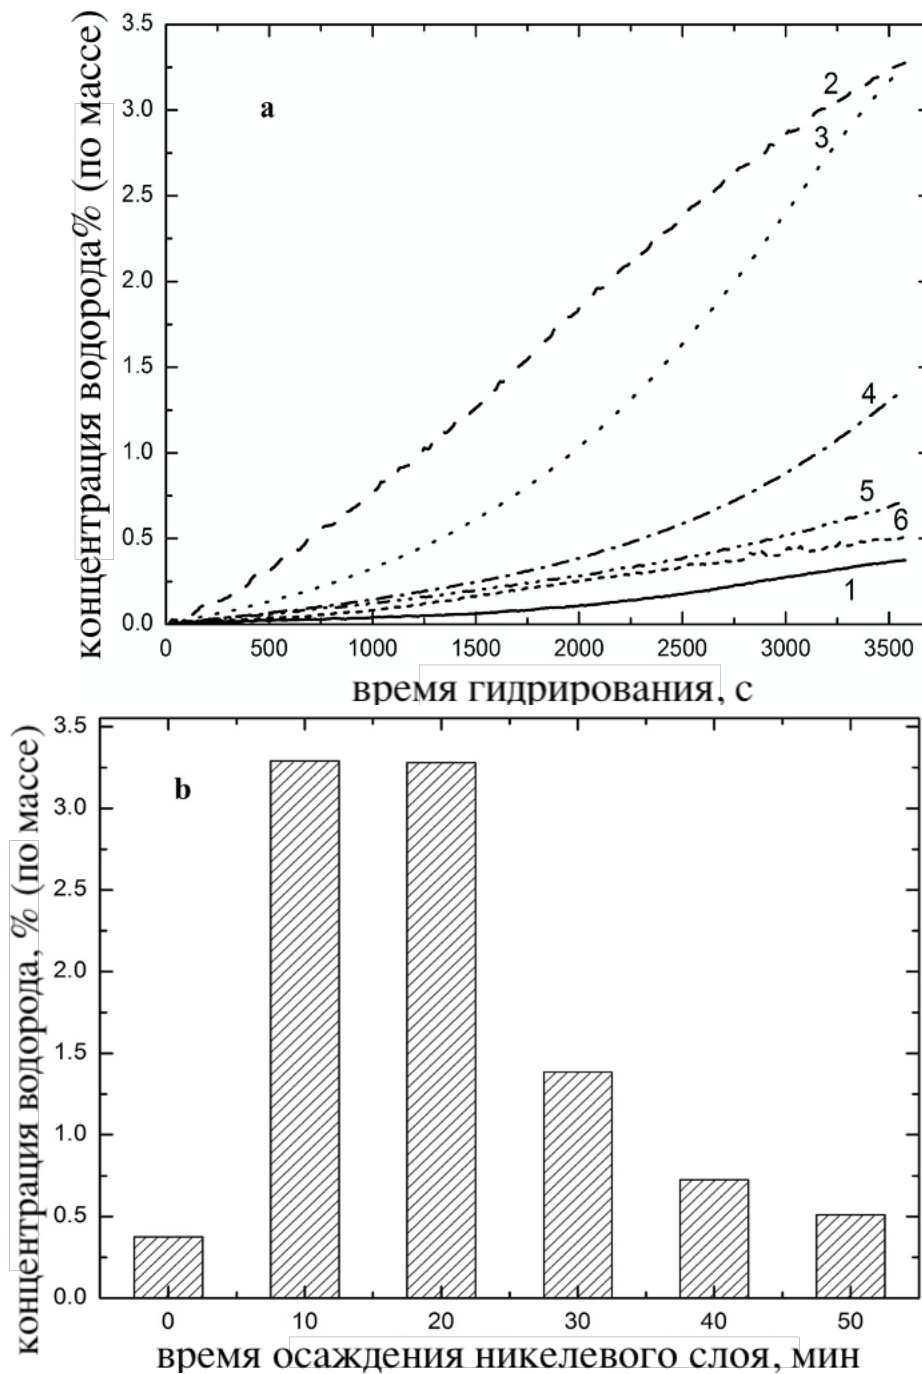 концентрация водорода% (по массе)
3.5
3.0
2.5
2.0
1.5
1.0
0.5
0.0
a
2
3
4
5
6
1
0 500 1000 1500 2000 2500 3000 3500
время гидрирования, с
концентрация водорода, % (по массе)
3.5
3.0
2.5
2.0
1.5
1.0
0.5
0.0
b
0 10 20 30 40 50
время осаждения никелевого слоя, мин